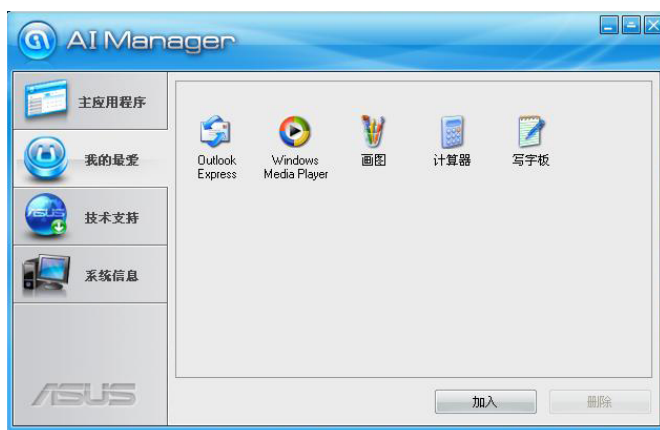 AI Manager
主应用程序
我的最爱
技术支持
系统信息
Outlook
Express
Windows
Media Player
画图
计算器
写字板
加入
删除
ASUS